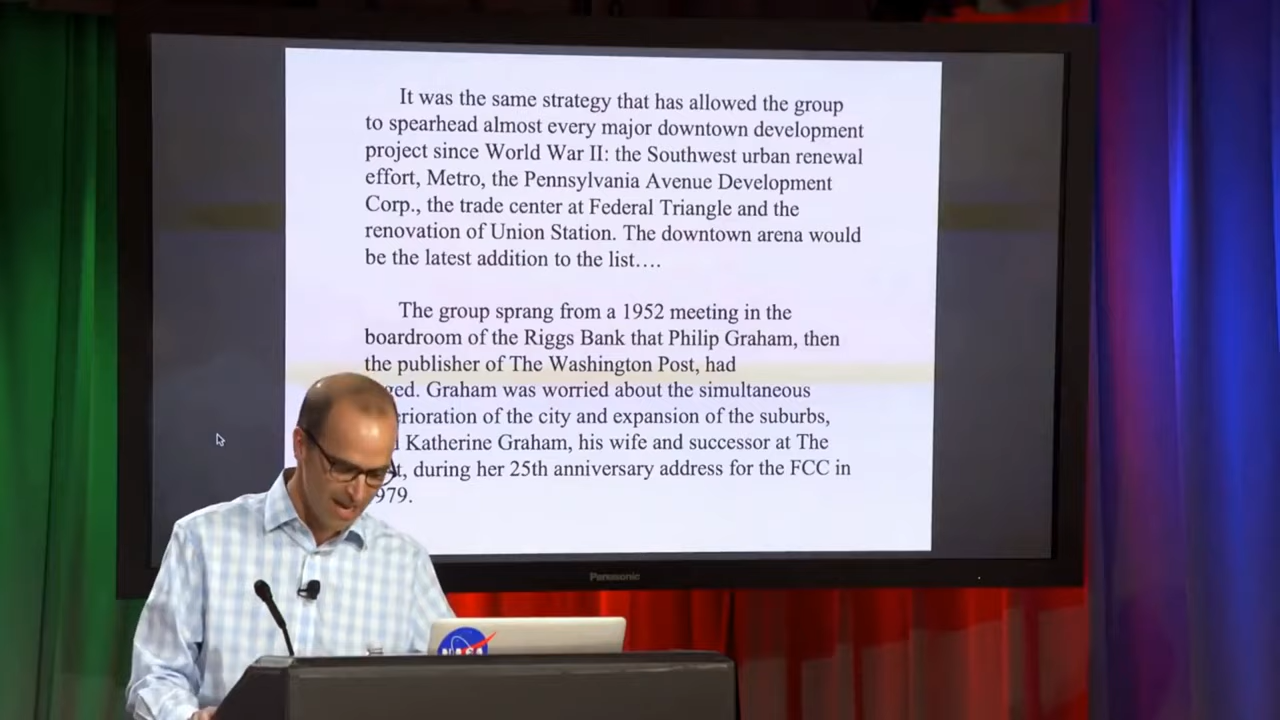 It was the same strategy that has allowed the group
to spearhead almost every major downtown development
project since World War II: the Southwest urban renewal
effort, Metro, the Pennsylvania Avenue Development
Corp., the trade center at Federal Triangle and the
renovation of Union Station. The downtown arena would
be the latest addition to the list….
The group sprang from a 1952 meeting in the
boardroom of the Riggs Bank that Philip Graham, then
the publisher of The Washington Post, had
Graham was worried about the simultaneous
of the city and expansion of the suburbs,
Katherine Graham, his wife and successor at The
during her 25th anniversary address for the FCC in
979.
Panasonic
NASA